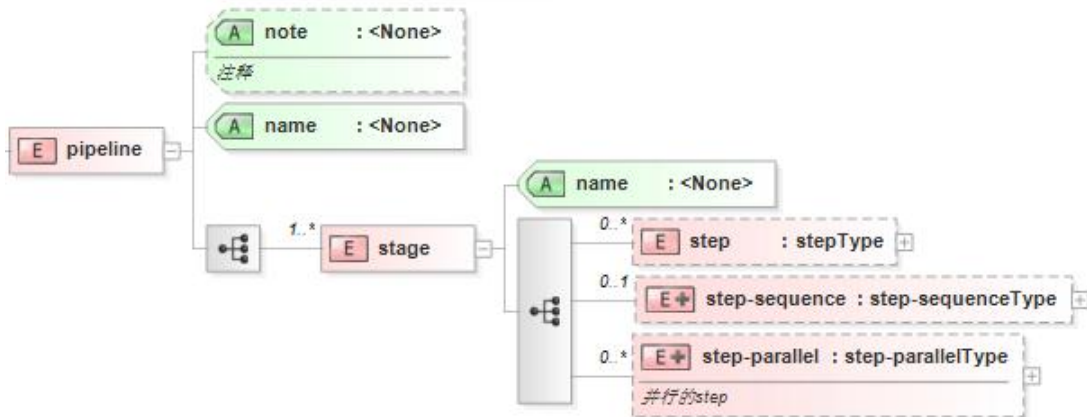 A note : <None>
注释
A name : <None>
E pipeline
1..* E stage
A name : <None>
0..* E step : stepType
0..1 E+ step-sequence : step-sequenceType
0..* E+ step-parallel : step-parallelType
并行的step